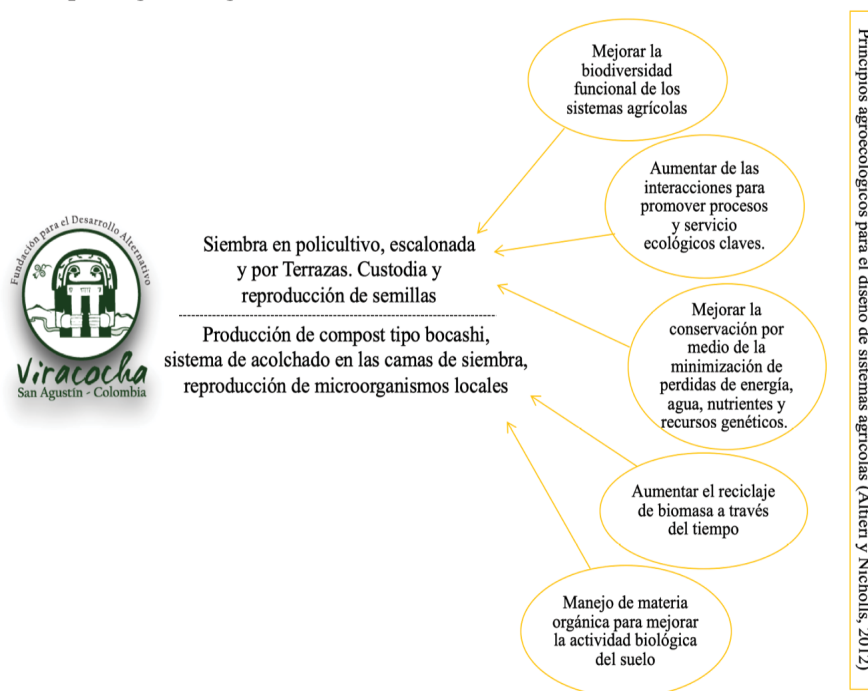 Fundación para el Desarrollo Alternativo
Viracocha
San Agustín - Colombia
Siembra en policultivo, escalonada
y por Terrazas. Custodia y
reproducción de semillas
Producción de compost tipo bocashi,
sistema de acolchado en las camas de siembra,
reproducción de microorganismos locales
Mejorar la
biodiversidad
funcional de los
sistemas agrícolas
Aumentar de las
interacciones para
promover procesos
y servicio
ecológicos claves.
Mejorar la
conservación por
medio de la
minimización de
perdidas de energía,
agua, nutrientes y
recursos genéticos.
Aumentar el reciclaje
de biomasa a través
del tiempo
Manejo de materia
orgánica para mejorar
la actividad biológica
del suelo
Principios agroecologicos para el diseño de sistemas agrícolas (Altieri y Nicholls, 2012)